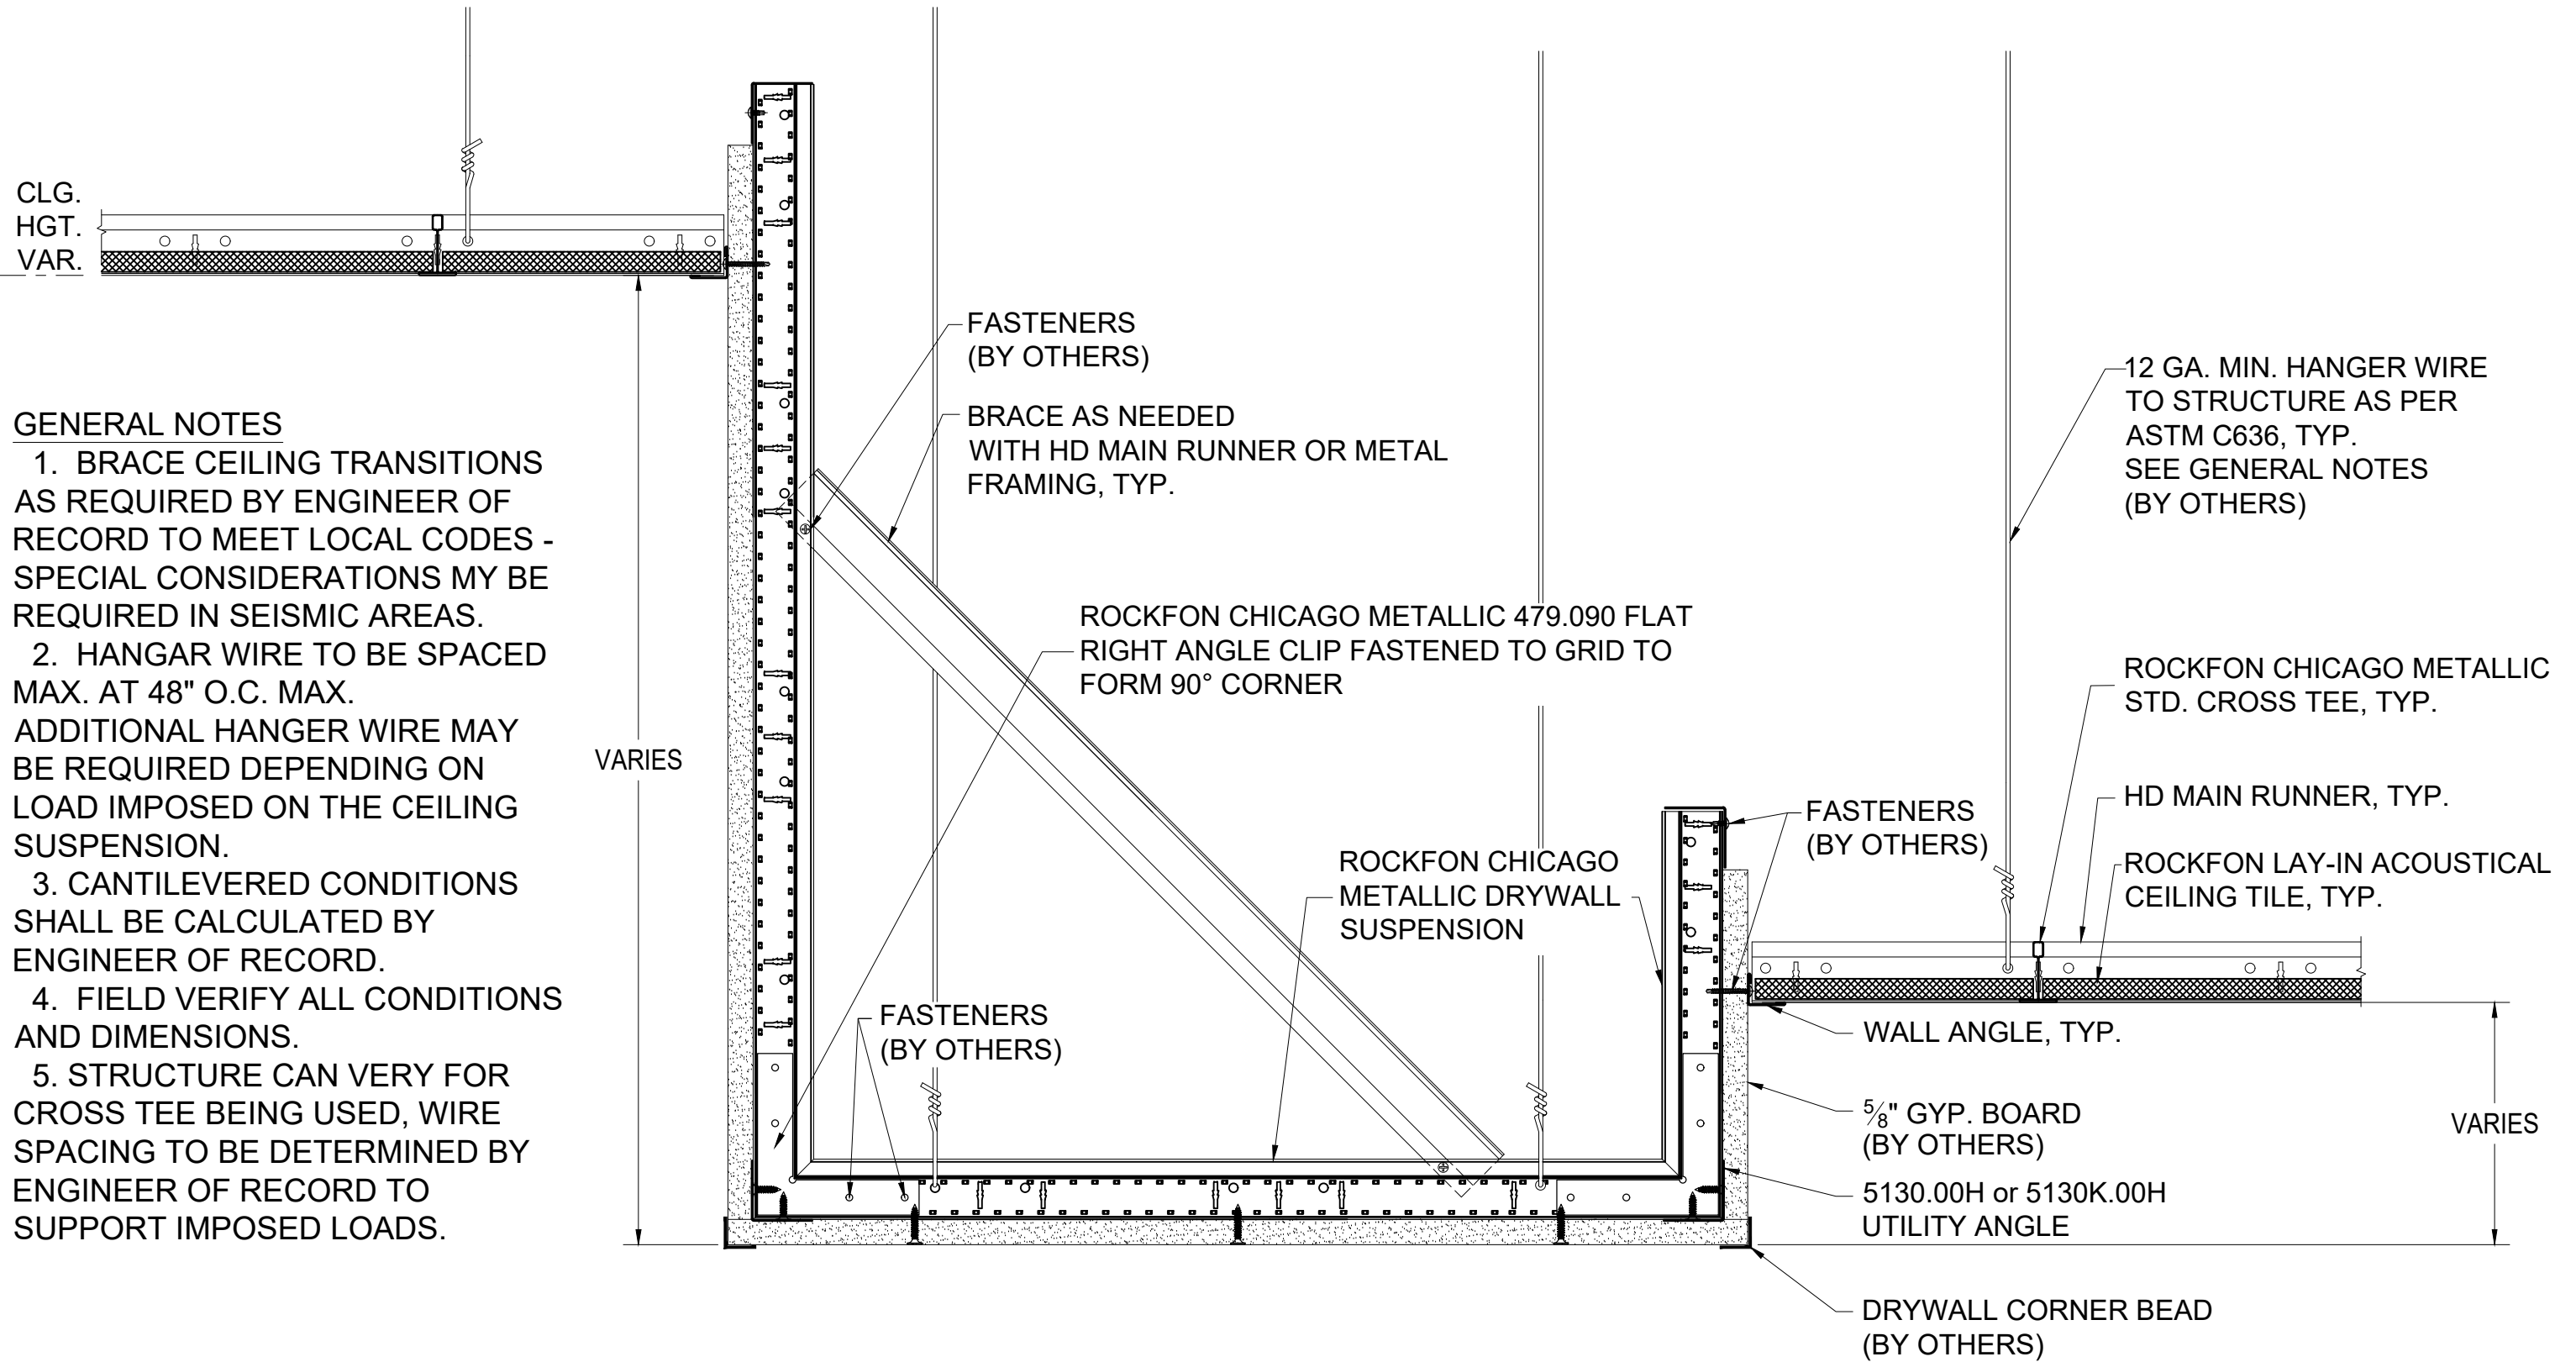 CLG.
HGT.
VAR.
GENERAL NOTES
1. BRACE CEILING TRANSITIONS
AS REQUIRED BY ENGINEER OF
RECORD TO MEET LOCAL CODES -
SPECIAL CONSIDERATIONS MY BE
REQUIRED IN SEISMIC AREAS.
2. HANGAR WIRE TO BE SPACED
MAX. AT 48" O.C. MAX.
ADDITIONAL HANGER WIRE MAY
BE REQUIRED DEPENDING ON
LOAD IMPOSED ON THE CEILING
SUSPENSION.
3. CANTILEVERED CONDITIONS
SHALL BE CALCULATED BY
ENGINEER OF RECORD.
4. FIELD VERIFY ALL CONDITIONS
AND DIMENSIONS.
5. STRUCTURE CAN VERY FOR
CROSS TEE BEING USED, WIRE
SPACING TO BE DETERMINED BY
ENGINEER OF RECORD TO
SUPPORT IMPOSED LOADS.
VARIES
FASTENERS
(BY OTHERS)
BRACE AS NEEDED
WITH HD MAIN RUNNER OR METAL
FRAMING, TYP.
ROCKFON CHICAGO METALLIC 479.090 FLAT
RIGHT ANGLE CLIP FASTENED TO GRID TO
FORM 90° CORNER
ROCKFON CHICAGO
METALLIC DRYWALL
SUSPENSION
FASTENERS
(BY OTHERS)
FASTENERS
(BY OTHERS)
12 GA. MIN. HANGER WIRE
TO STRUCTURE AS PER
ASTM C636, TYP.
SEE GENERAL NOTES
(BY OTHERS)
ROCKFON CHICAGO METALLIC
STD. CROSS TEE, TYP.
HD MAIN RUNNER, TYP.
ROCKFON LAY-IN ACOUSTICAL
CEILING TILE, TYP.
WALL ANGLE, TYP.
5/8" GYP. BOARD
(BY OTHERS)
5130.00H or 5130K.00H
UTILITY ANGLE
DRYWALL CORNER BEAD
(BY OTHERS)
VARIES